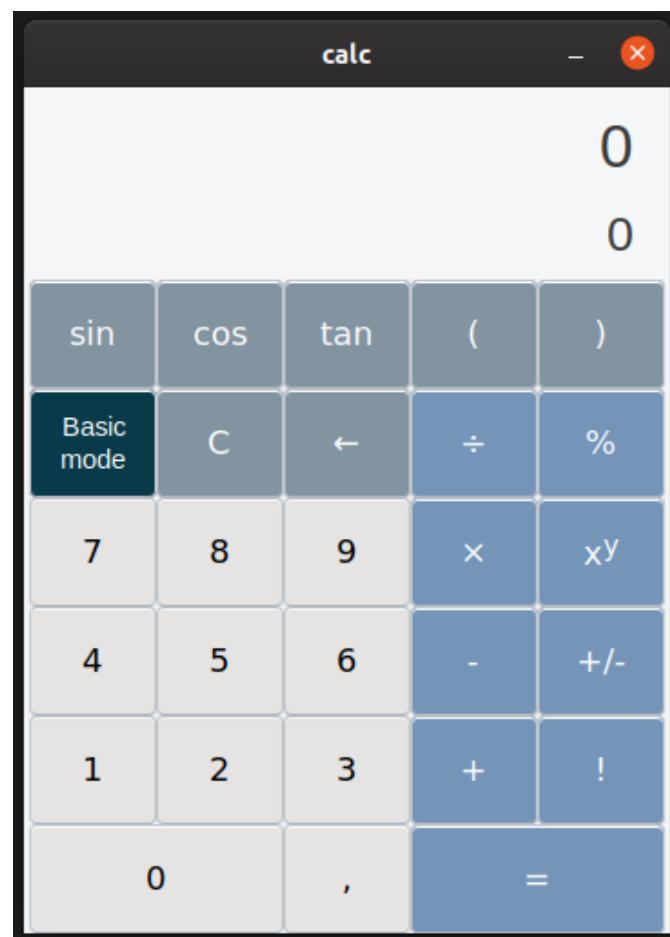 calc
0
0
sin cos tan ( )
Basic mode C ← ÷ %
7 8 9 × xʸ
4 5 6 - +/-
1 2 3 + !
0 , =